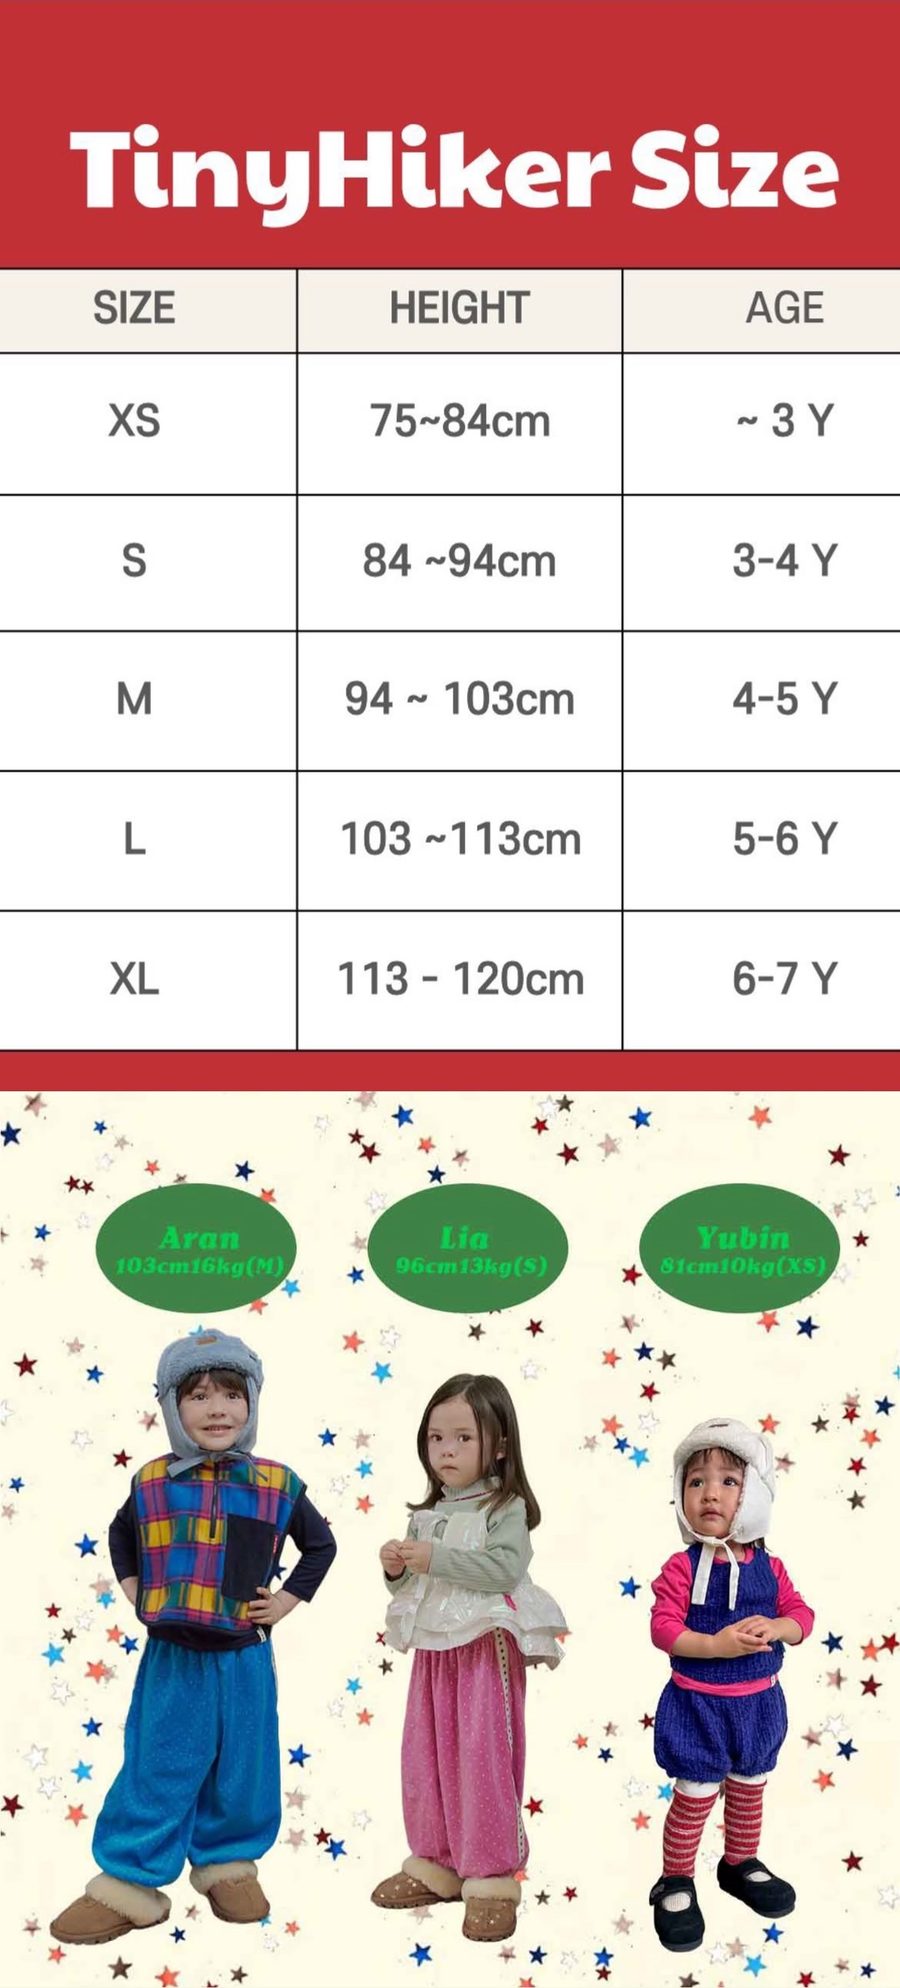 TinyHiker Size
SIZE HEIGHT AGE
XS 75~84cm ~ 3 Y
S 84 ~94cm 3-4 Y
M 94 ~ 103cm 4-5 Y
L 103 ~113cm 5-6 Y
XL 113 - 120cm 6-7 Y
Aran
103cm16kg(M)
Lia
96cm13kg(S)
Yubin
81cm10kg(XS)